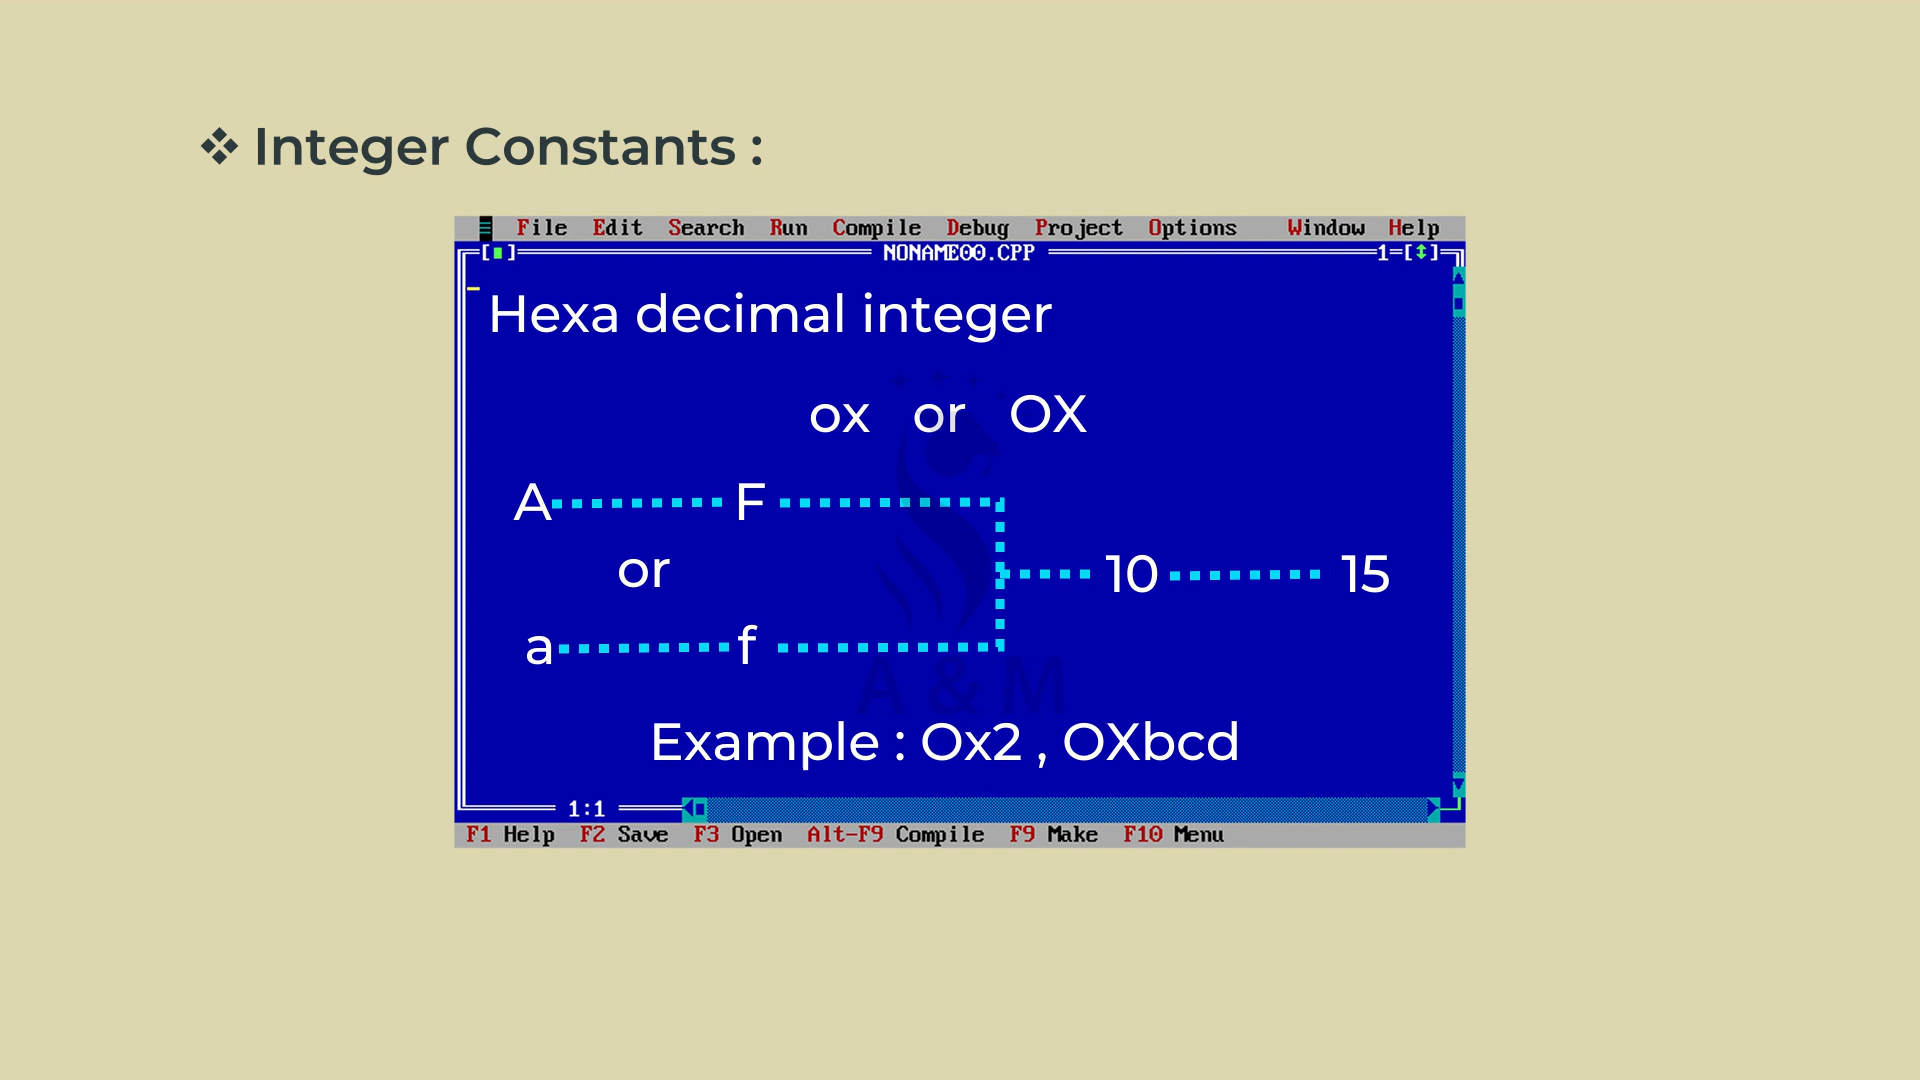 ❖ Integer Constants :
≡ File Edit Search Run Compile Debug Project Options Window Help
[■] NONAME00.CPP 1=[↕]
Hexa decimal integer
ox or OX
A F
or
10 15
a f
A & M
Example : Ox2 , OXbcd
1:1
F1 Help F2 Save F3 Open Alt-F9 Compile F9 Make F10 Menu